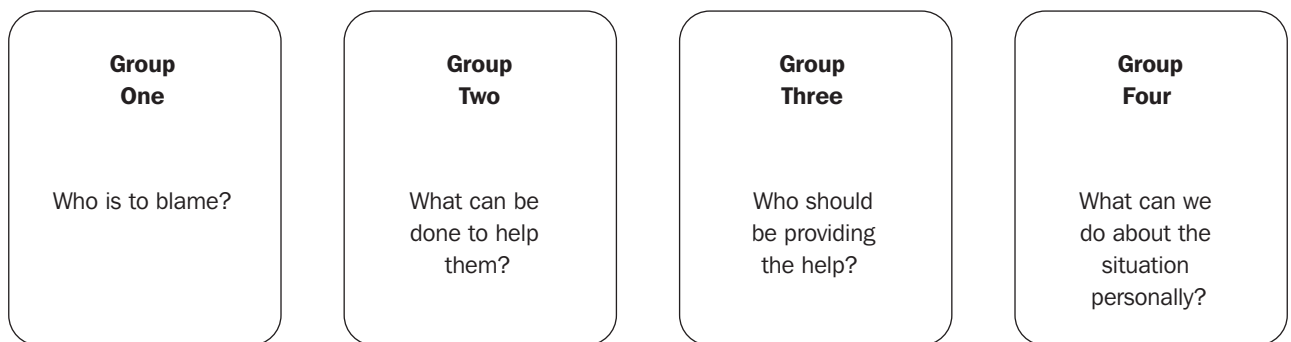 Group
One
Who is to blame?
Group
Two
What can be
done to help
them?
Group
Three
Who should
be providing
the help?
Group
Four
What can we
do about the
situation
personally?